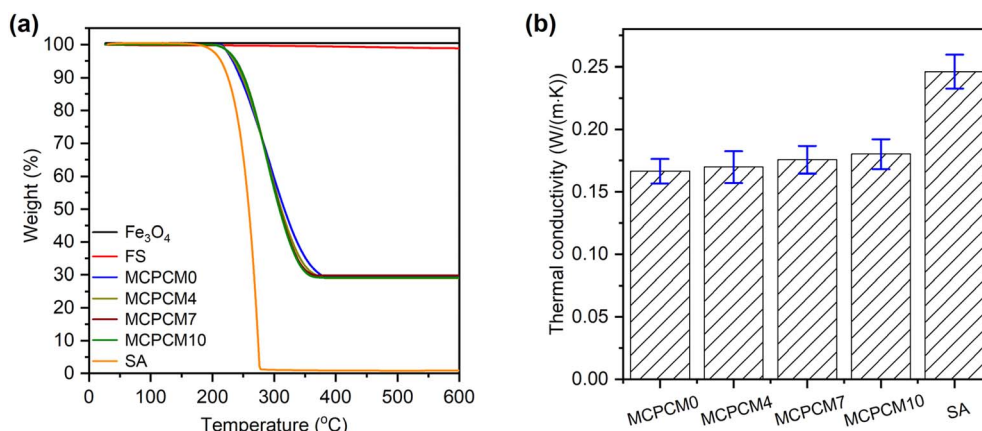 (a)
100
90
80
70
60
50
40
30
20
10
0
Weight (%)
Fe₃O₄
FS
MCPCM0
MCPCM4
MCPCM7
MCPCM10
SA
0 100 200 300 400 500 600
Temperature (°C)
(b)
0.25
0.20
0.15
0.10
0.05
0.00
Thermal conductivity (W/(m·K))
MCPCM0
MCPCM4
MCPCM7
MCPCM10
SA